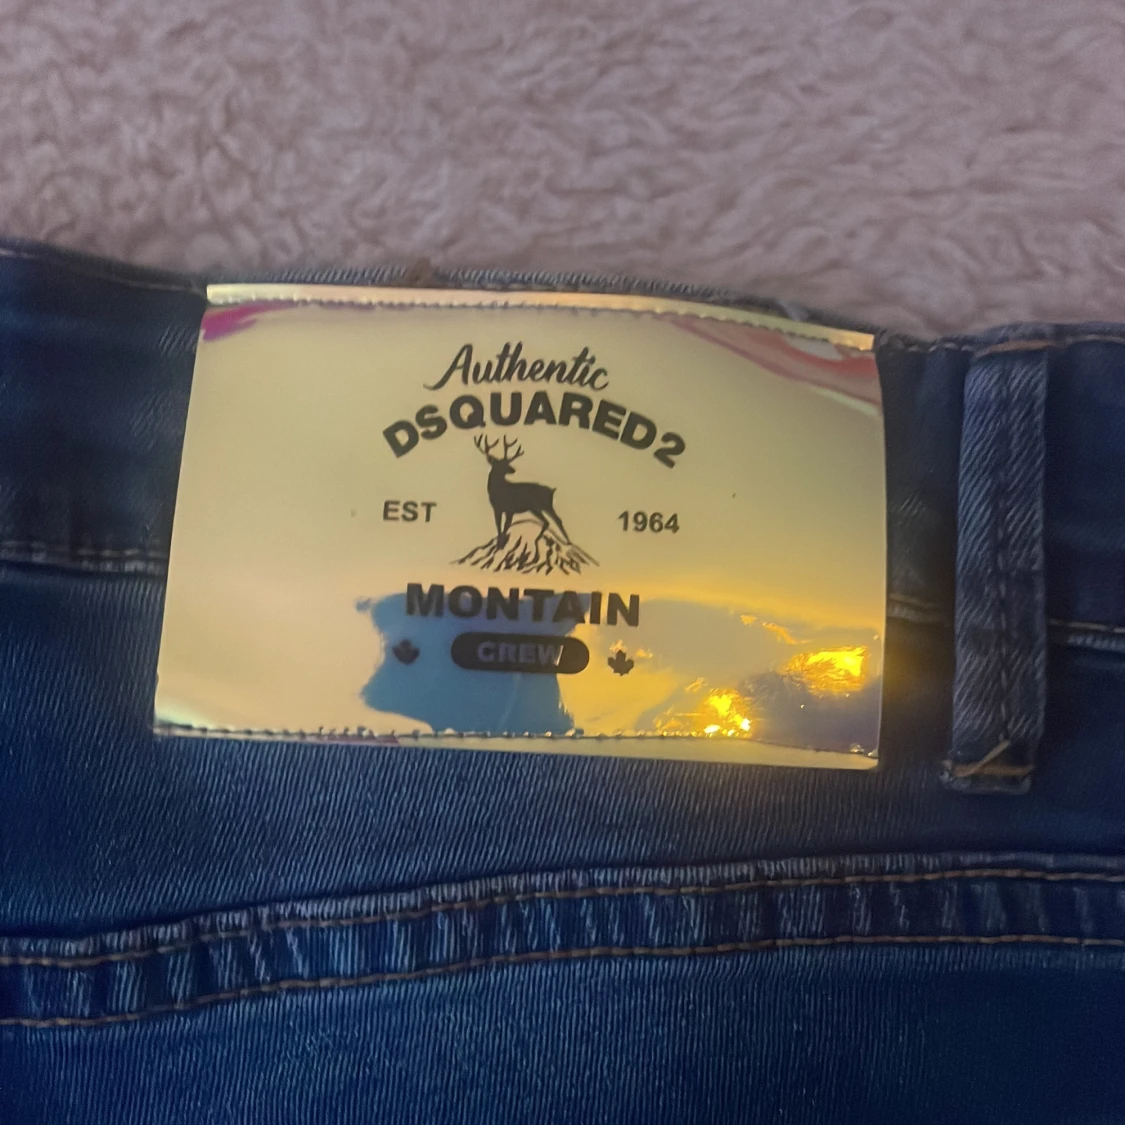 Authentic
DSQUARED2
EST 1964
MONTAIN
CREW